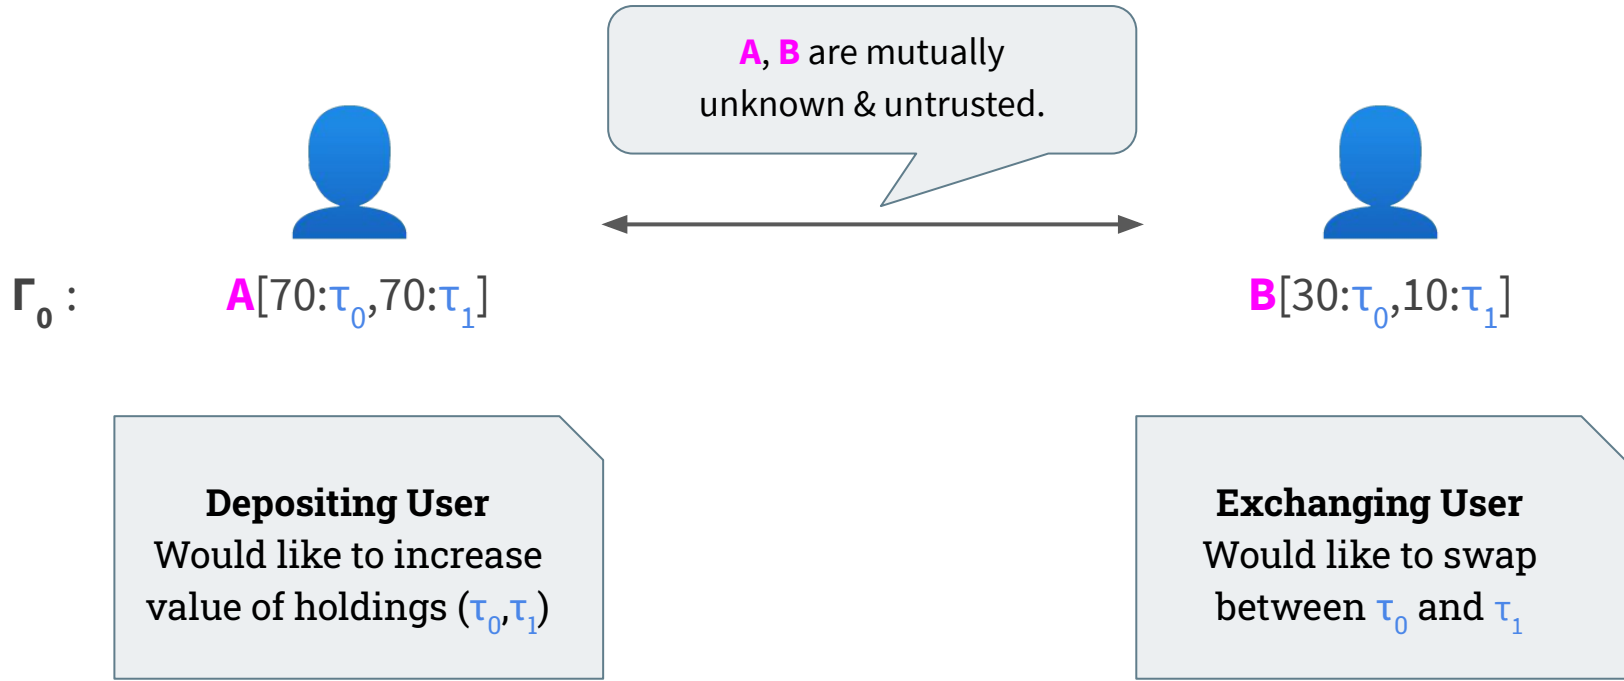 A, B are mutually
unknown & untrusted.
Γ₀ :
A[70:τ₀,70:τ₁]
B[30:τ₀,10:τ₁]
Depositing User
Would like to increase
value of holdings (τ₀,τ₁)
Exchanging User
Would like to swap
between τ₀ and τ₁